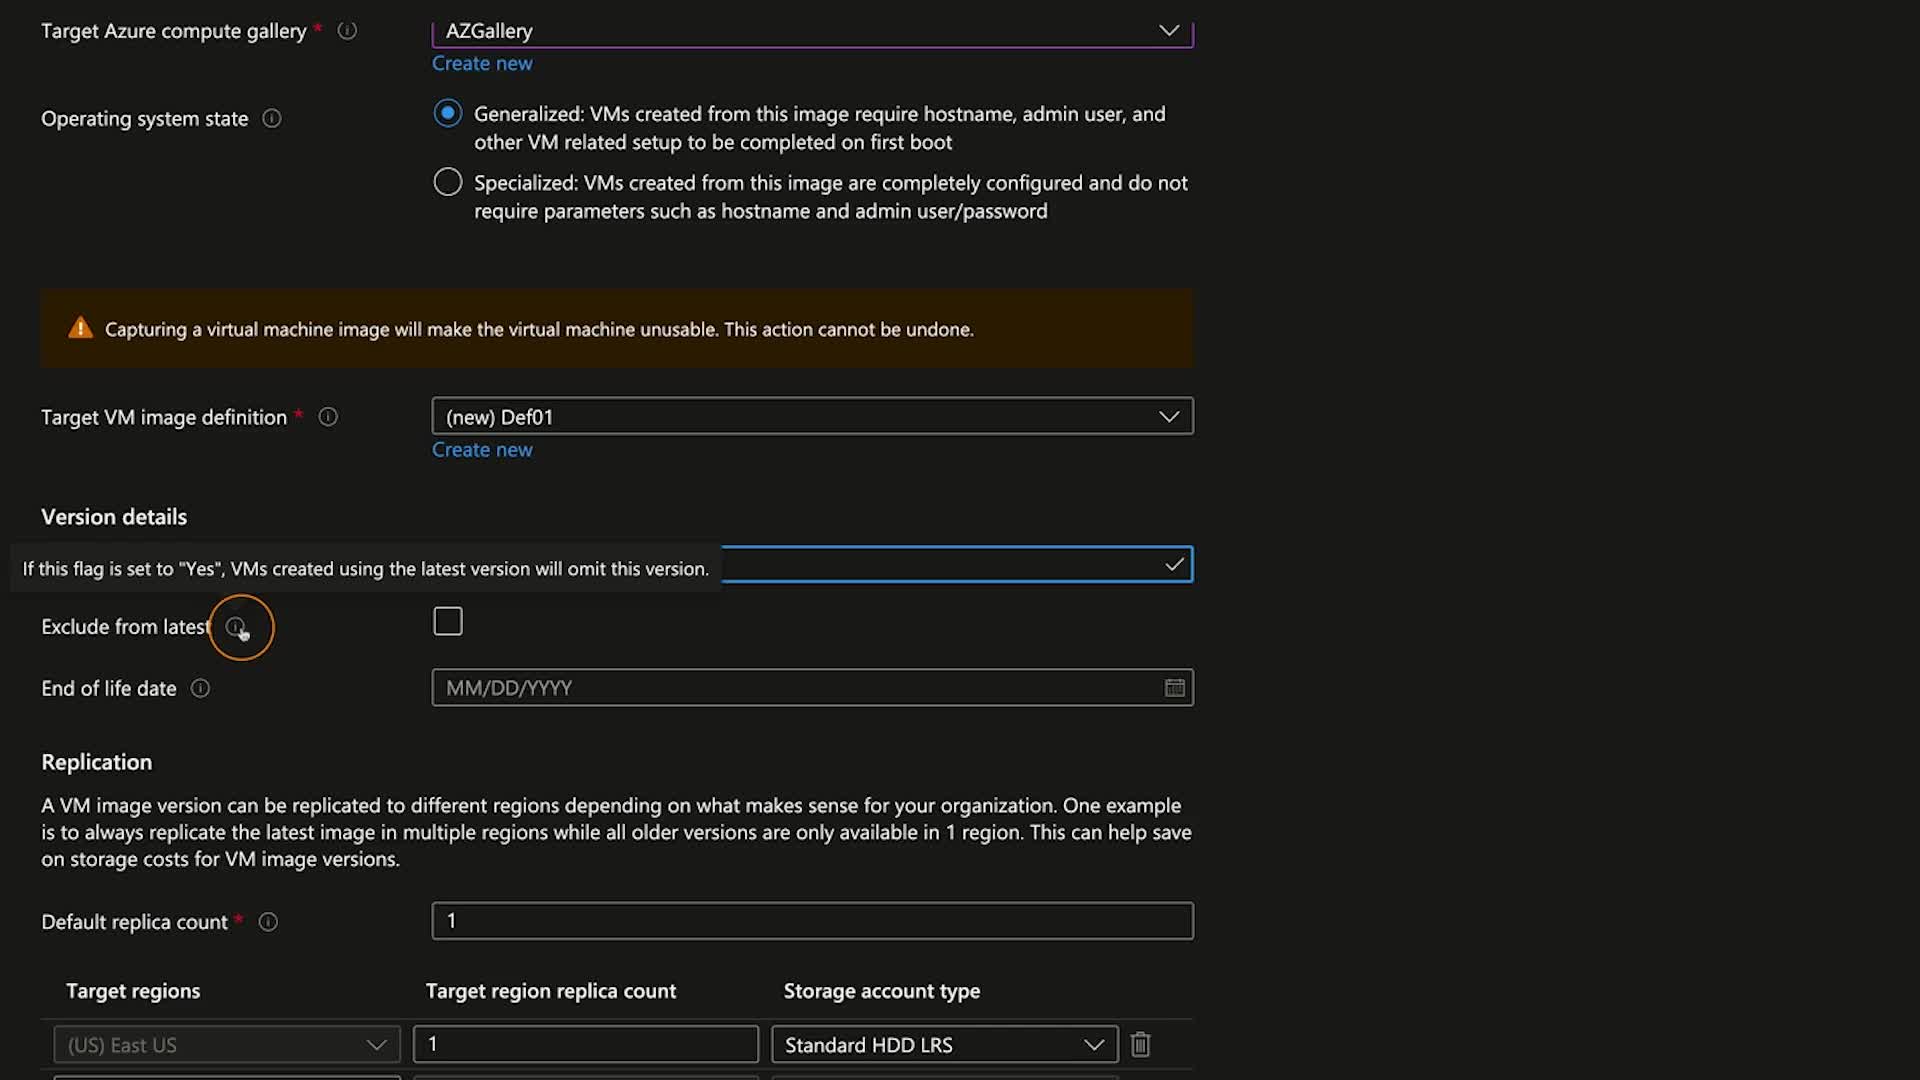 Target Azure compute gallery *
AZGallery
Create new
Operating system state
Generalized: VMs created from this image require hostname, admin user, and
other VM related setup to be completed on first boot
Specialized: VMs created from this image are completely configured and do not
require parameters such as hostname and admin user/password
Capturing a virtual machine image will make the virtual machine unusable. This action cannot be undone.
Target VM image definition *
(new) Def01
Create new
Version details
If this flag is set to "Yes", VMs created using the latest version will omit this version.
Exclude from latest
End of life date
MM/DD/YYYY
Replication
A VM image version can be replicated to different regions depending on what makes sense for your organization. One example
is to always replicate the latest image in multiple regions while all older versions are only available in 1 region. This can help save
on storage costs for VM image versions.
Default replica count *
1
Target regions
Target region replica count
Storage account type
(US) East US
1
Standard HDD LRS